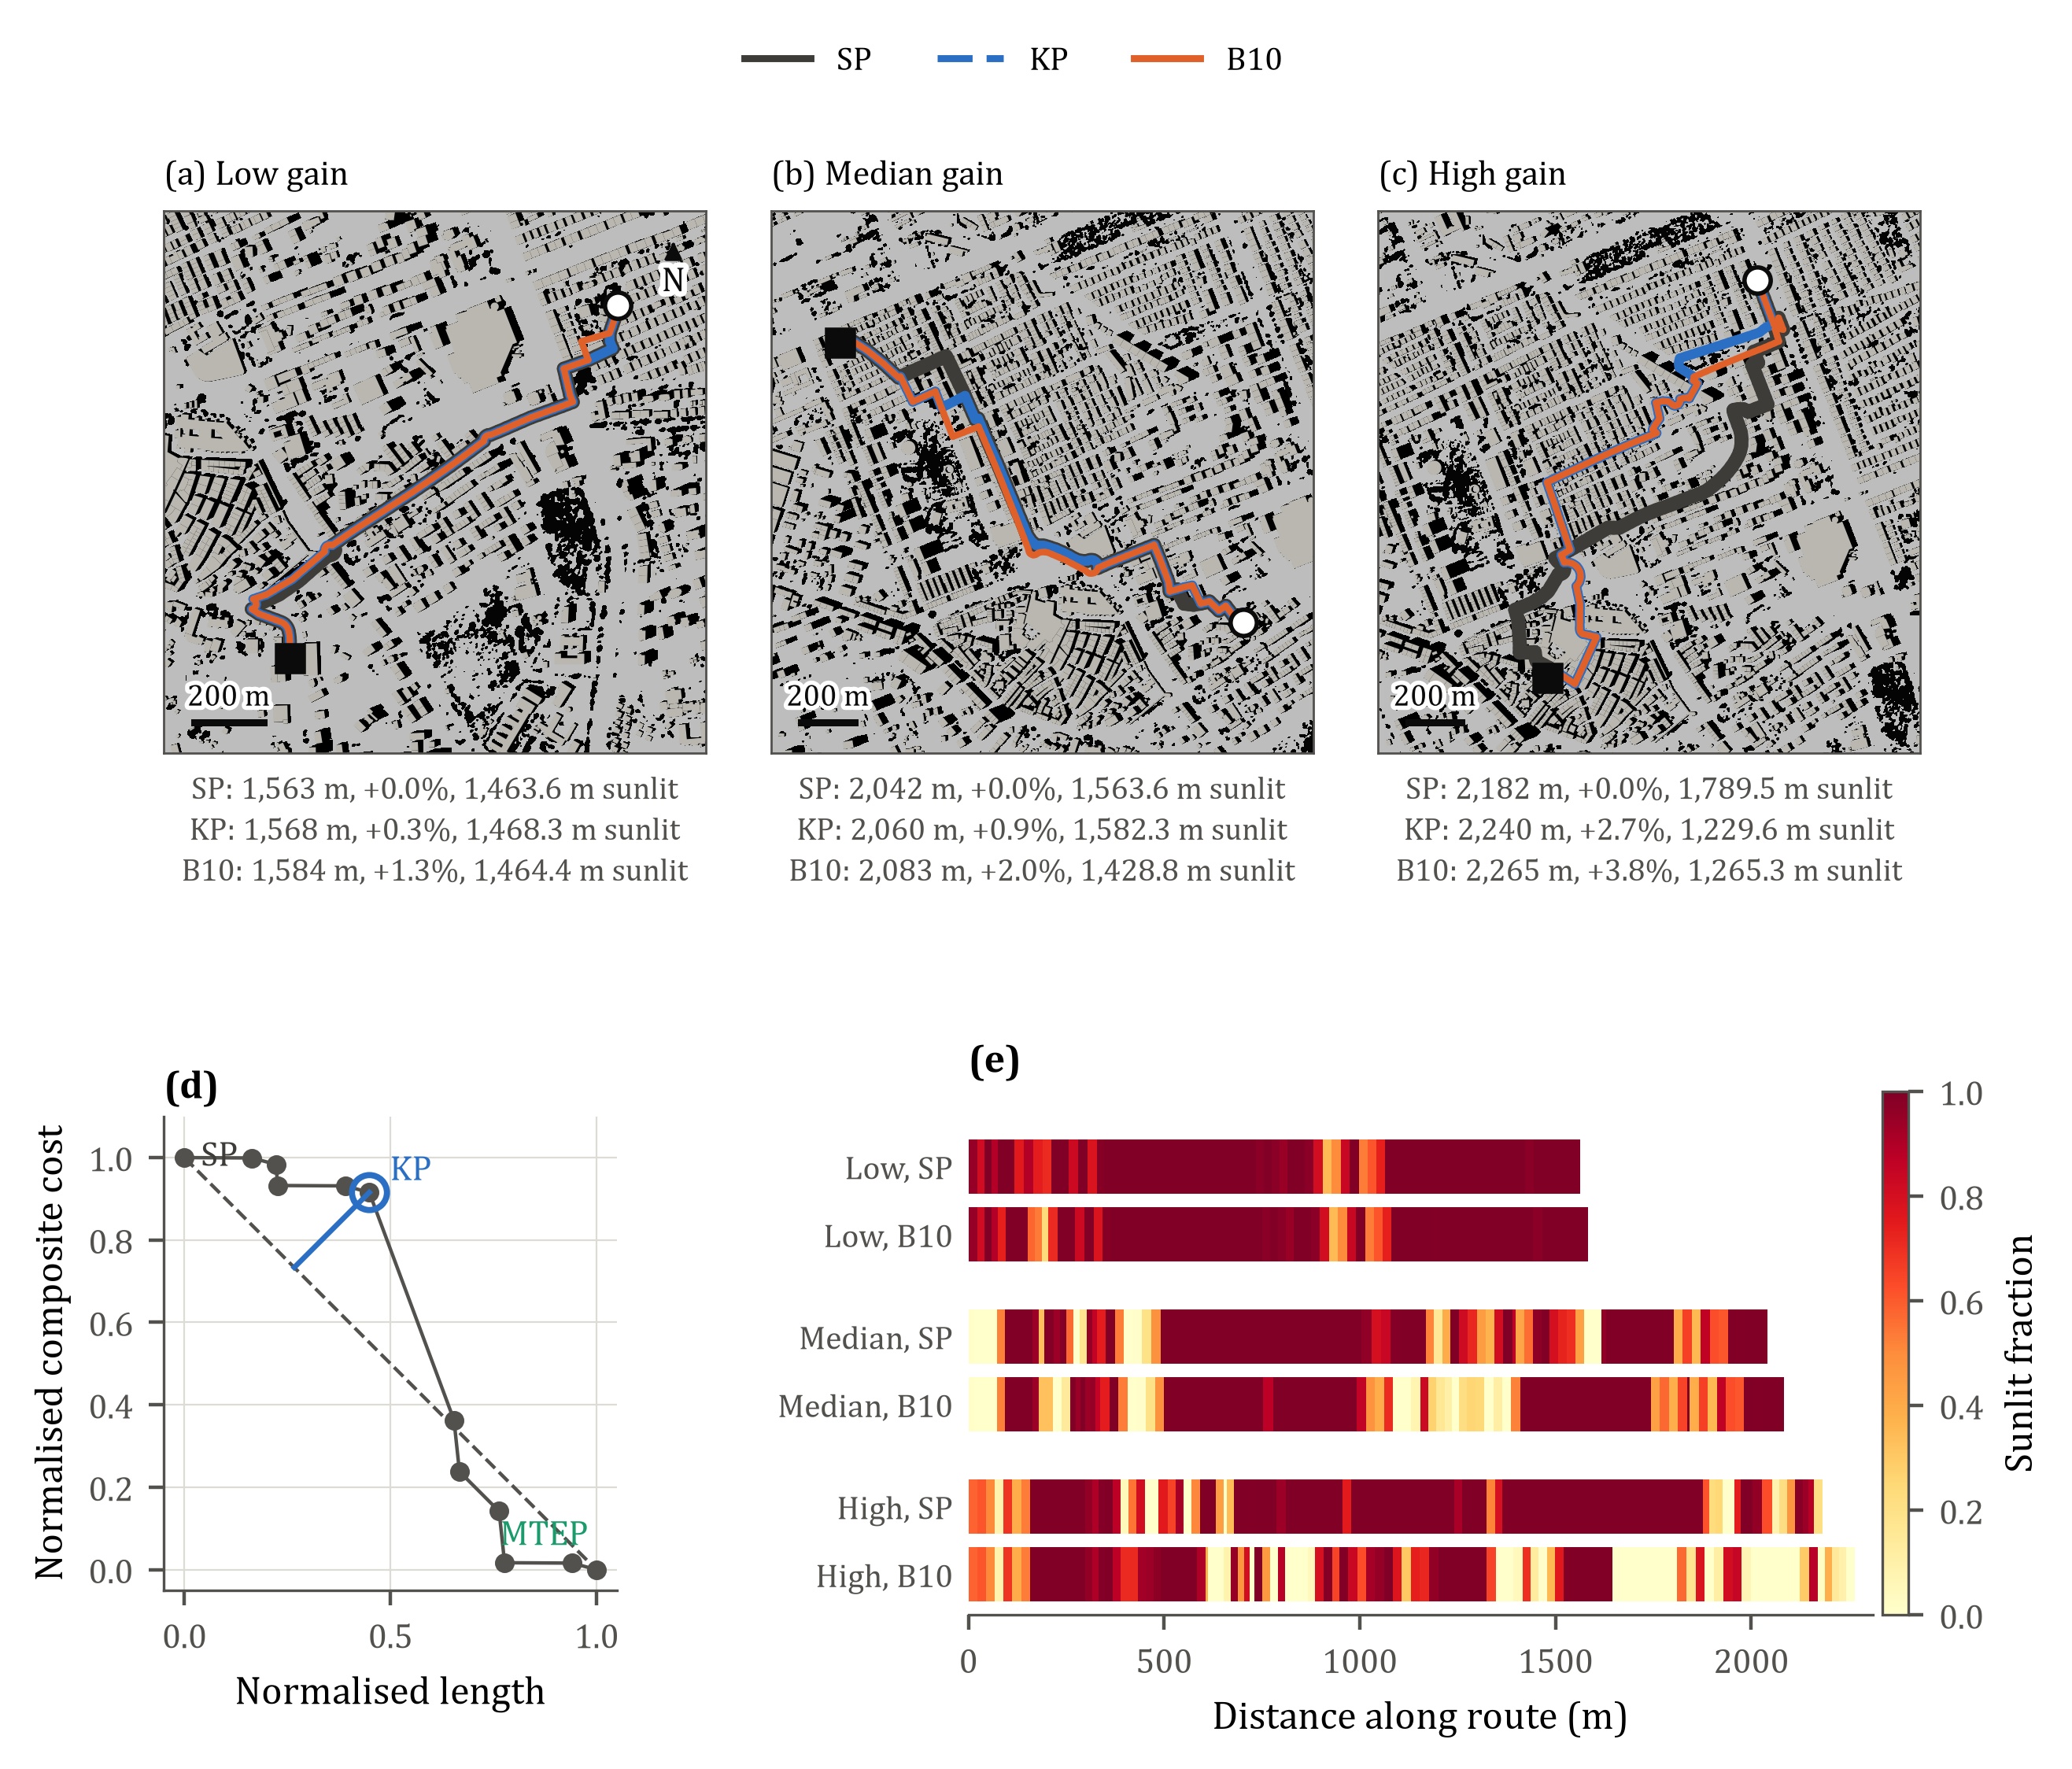 SP KP B10
(a) Low gain
N
200 m
SP: 1,563 m, +0.0%, 1,463.6 m sunlit
KP: 1,568 m, +0.3%, 1,468.3 m sunlit
B10: 1,584 m, +1.3%, 1,464.4 m sunlit
(b) Median gain
200 m
SP: 2,042 m, +0.0%, 1,563.6 m sunlit
KP: 2,060 m, +0.9%, 1,582.3 m sunlit
B10: 2,083 m, +2.0%, 1,428.8 m sunlit
(c) High gain
200 m
SP: 2,182 m, +0.0%, 1,789.5 m sunlit
KP: 2,240 m, +2.7%, 1,229.6 m sunlit
B10: 2,265 m, +3.8%, 1,265.3 m sunlit
(d)
Normalised composite cost
1.0
0.8
0.6
0.4
0.2
0.0
SP
KP
MTEP
0.0 0.5 1.0
Normalised length
(e)
Low, SP
Low, B10
Median, SP
Median, B10
High, SP
High, B10
0 500 1000 1500 2000
Distance along route (m)
1.0
0.8
0.6
0.4
0.2
0.0
Sunlit fraction